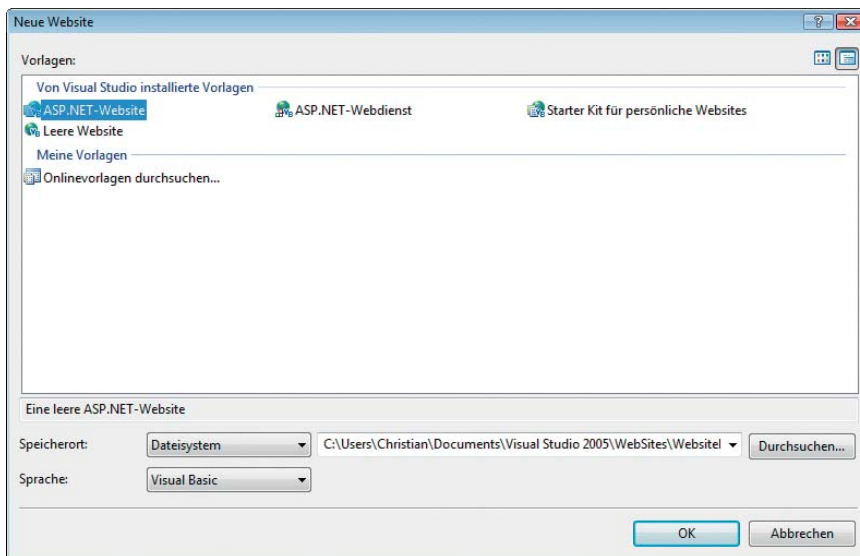 Neue Website
Vorlagen:
Von Visual Studio installierte Vorlagen
ASP.NET-Website ASP.NET-Webdienst Starter Kit für persönliche Websites
Leere Website
Meine Vorlagen
Onlinevorlagen durchsuchen...
Eine leere ASP.NET-Website
Speicherort: Dateisystem C:\Users\Christian\Documents\Visual Studio 2005\WebSites\Websitel Durchsuchen...
Sprache: Visual Basic
OK Abbrechen